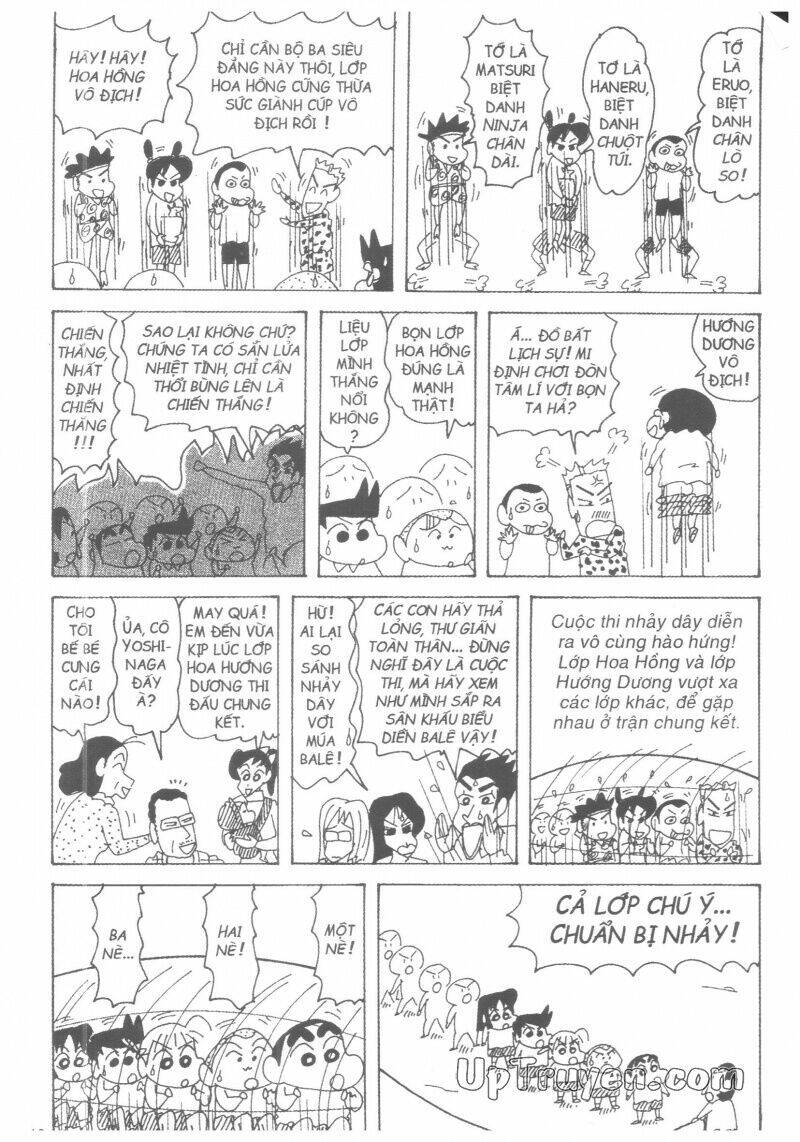 TỚ
LÀ
ERUO,
BIỆT
DANH
CHÂN
LÒ
SO!
TỚ LÀ
HANERU,
BIỆT
DANH
CHUỘT
TÚI.
TỚ LÀ
MATSURI
BIỆT
DANH
NINJA
CHÂN
DÀI.
CHỈ CẦN BỘ BA SIÊU
ĐẲNG NÀY THÔI, LỚP
HOA HỒNG CŨNG THỪA
SỨC GIÀNH CÚP VÔ
ĐỊCH RỒI !
HÂY! HÂY!
HOA HỒNG
VÔ ĐỊCH!
HƯỚNG
DƯƠNG
VÔ
ĐỊCH!
Á... ĐỒ BẤT
LỊCH SỰ! MI
ĐỊNH CHƠI ĐÒN
TÂM LÍ VỚI BỌN
TA HẢ?
BỌN LỚP
HOA HỒNG
ĐÚNG LÀ
MẠNH
THẬT!
LIỆU
LỚP
MÌNH
THẮNG
NỔI
KHÔNG
?
SAO LẠI KHÔNG CHỨ?
CHÚNG TA CÓ SẴN LỬA
NHIỆT TÌNH, CHỈ CẦN
THỔI BÙNG LÊN LÀ
CHIẾN THẮNG!
CHIẾN
THẮNG,
NHẤT
ĐỊNH
CHIẾN
THẮNG
!!!
Cuộc thi nhảy dây diễn
ra vô cùng hào hứng!
Lớp Hoa Hồng và lớp
Hướng Dương vượt xa
các lớp khác, để gặp
nhau ở trận chung kết.
CÁC CON HÃY THẢ
LỎNG, THƯ GIÃN
TOÀN THÂN... ĐỪNG
NGHĨ ĐÂY LÀ CUỘC
THI, MÀ HÃY XEM
NHƯ MÌNH SẮP RA
SÂN KHẤU BIỂU
DIỄN BALÊ VẬY!
HỪ!
AI LẠI
SO
SÁNH
NHẢY
DÂY
VỚI
MÚA
BALÊ!
MAY QUÁ!
EM ĐẾN VỪA
KỊP LÚC LỚP
HOA HƯỚNG
DƯƠNG THI
ĐẤU CHUNG
KẾT.
ỦA, CÔ
YOSHI-
NAGA
ĐẤY
À?
CHO
TÔI
BẾ BÉ
CƯNG
CÁI
NÀO!
CẢ LỚP CHÚ Ý...
CHUẨN BỊ NHẢY!
MỘT
NÈ!
HAI
NÈ!
BA
NÈ...
UpTruyen.com